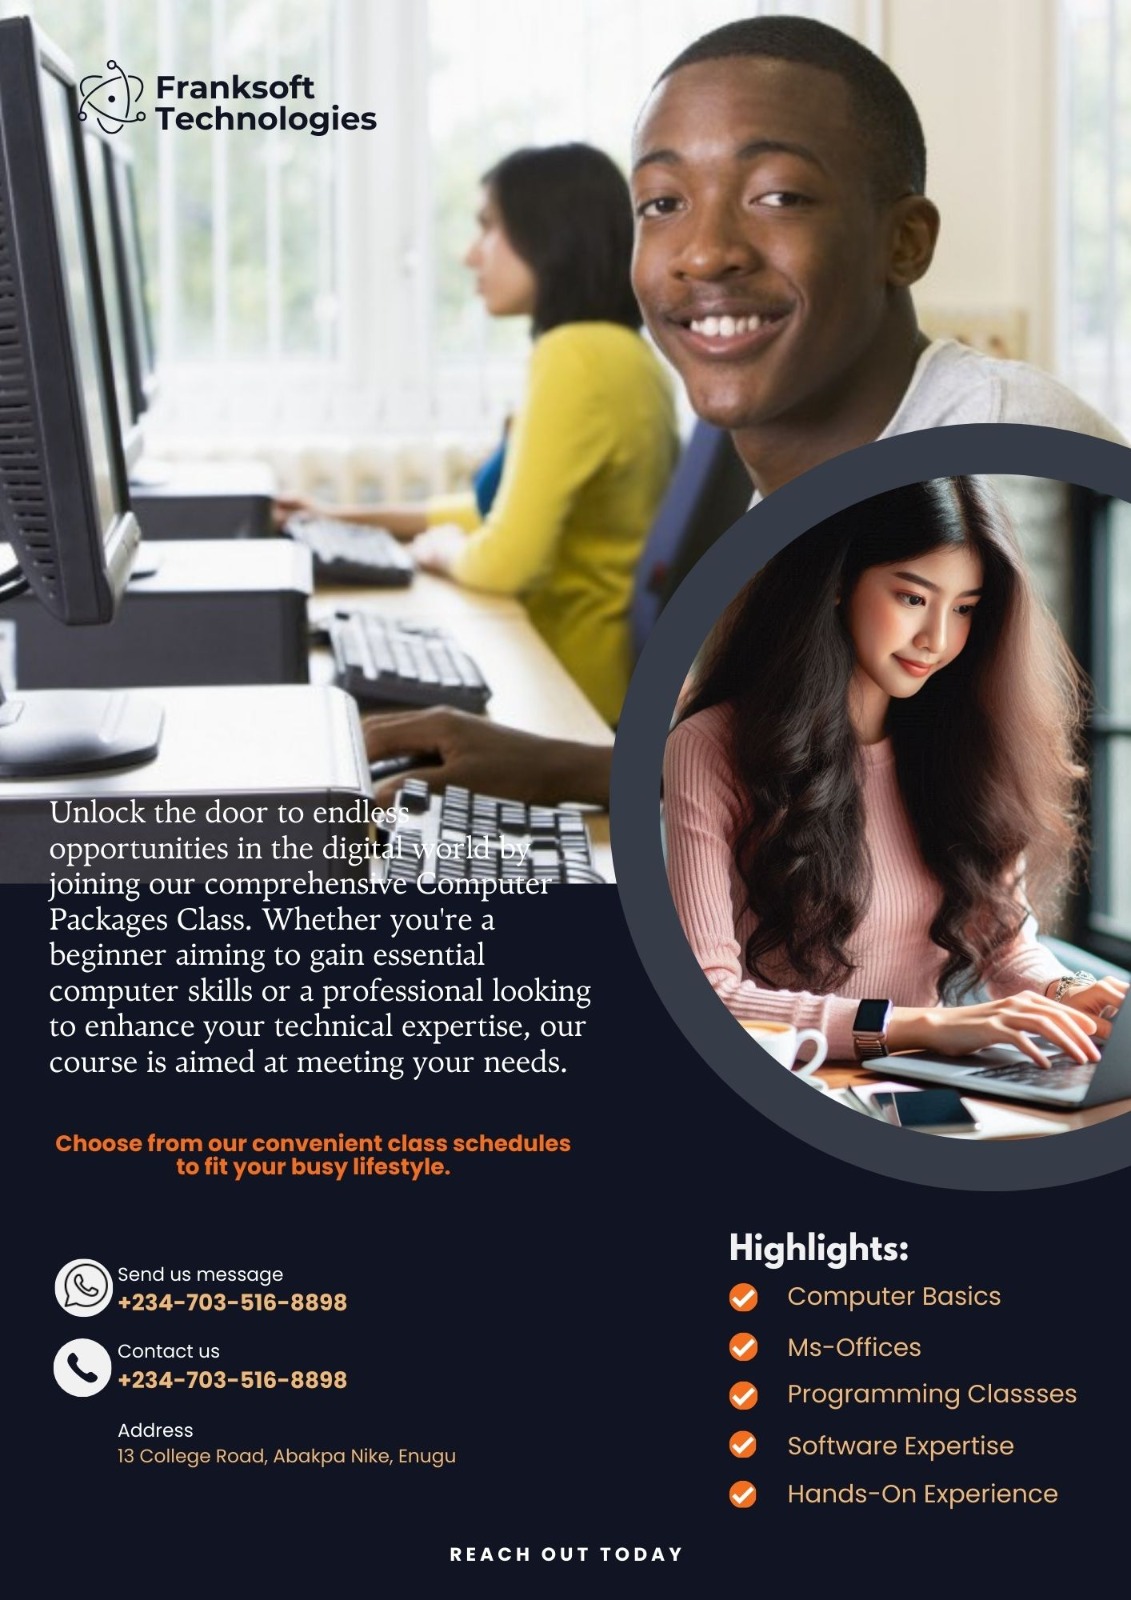 Franksoft
Technologies
Unlock the door to endless
opportunities in the digital world by
joining our comprehensive Computer
Packages Class. Whether you're a
beginner aiming to gain essential
computer skills or a professional looking
to enhance your technical expertise, our
course is aimed at meeting your needs.
Choose from our convenient class schedules
to fit your busy lifestyle.
Send us message
+234-703-516-8898
Contact us
+234-703-516-8898
Address
13 College Road, Abakpa Nike, Enugu
Highlights:
Computer Basics
Ms-Offices
Programming Classses
Software Expertise
Hands-On Experience
REACH OUT TODAY